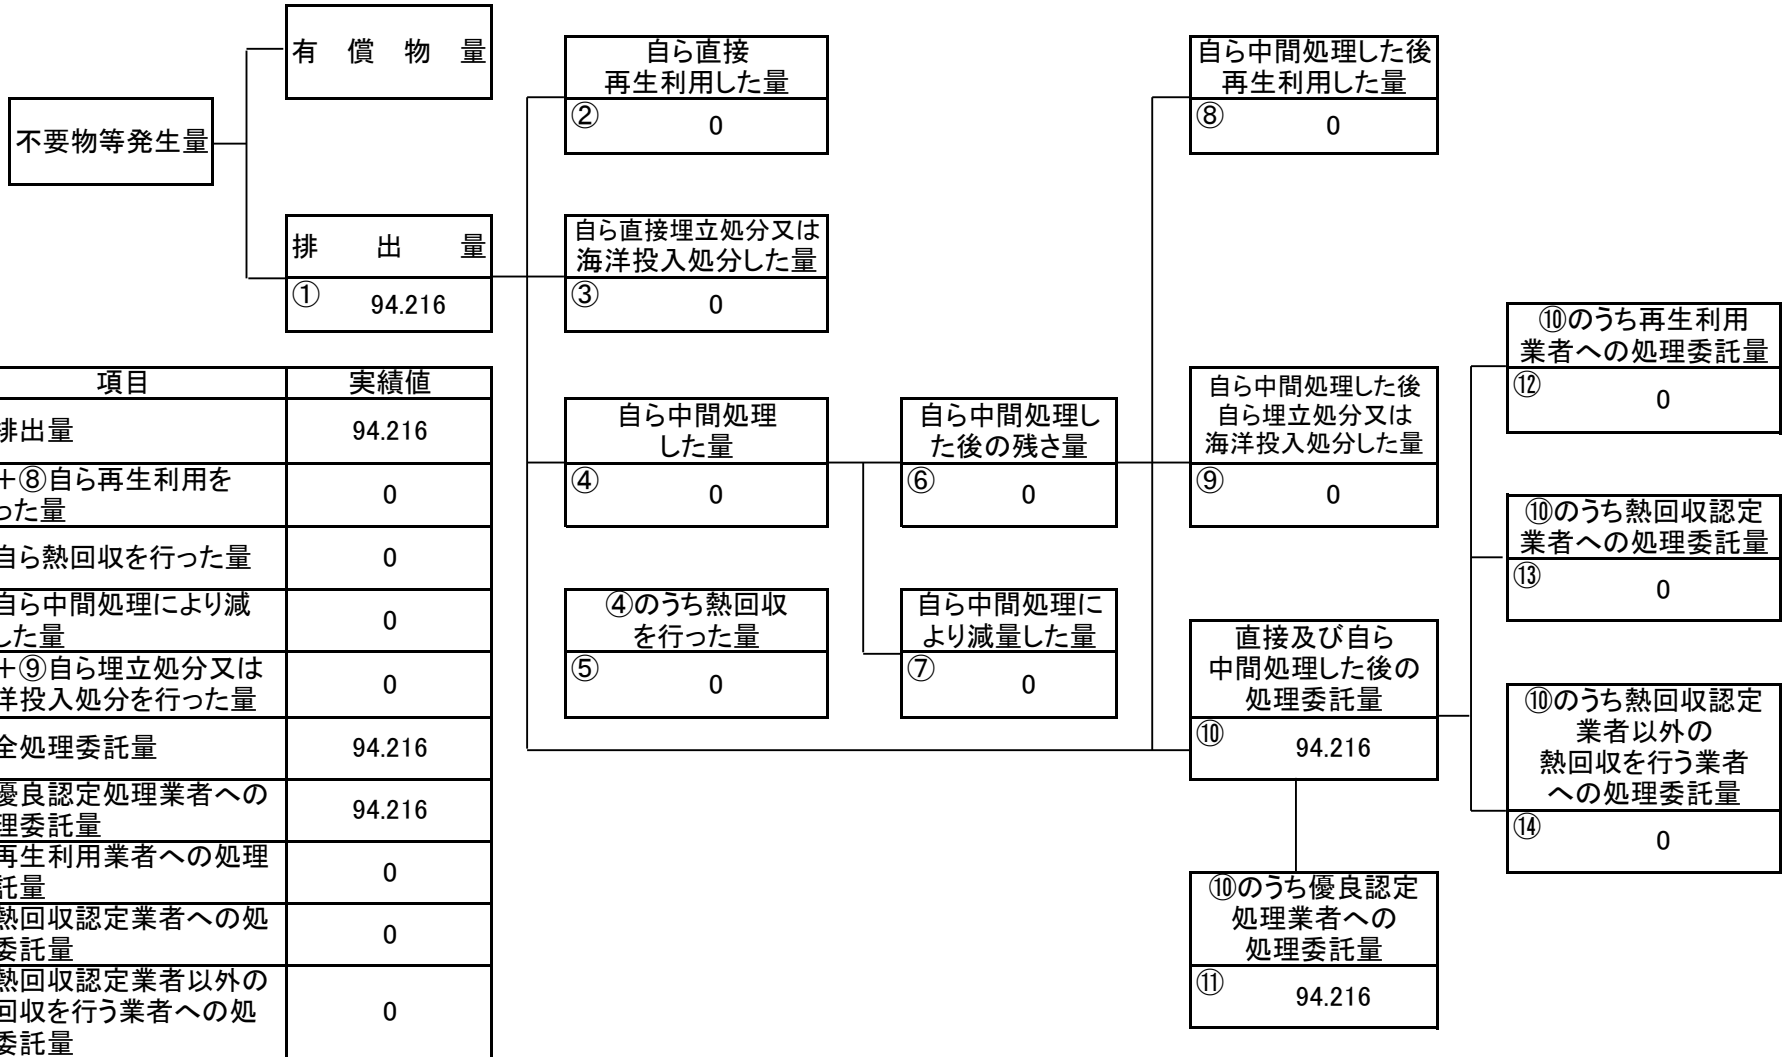 有償物量
不要物等発生量
排出量
① 94.216
自ら直接
再生利用した量
② 0
自ら直接埋立処分又は
海洋投入処分した量
③ 0
自ら中間処理
した量
④ 0
④のうち熱回収
を行った量
⑤ 0
自ら中間処理し
た後の残さ量
⑥ 0
自ら中間処理に
より減量した量
⑦ 0
自ら中間処理した後
再生利用した量
⑧ 0
自ら中間処理した後
自ら埋立処分又は
海洋投入処分した量
⑨ 0
直接及び自ら
中間処理した後の
処理委託量
⑩ 94.216
⑩のうち優良認定
処理業者への
処理委託量
⑪ 94.216
⑩のうち再生利用
業者への処理委託量
⑫ 0
⑩のうち熱回収認定
業者への処理委託量
⑬ 0
⑩のうち熱回収認定
業者以外の
熱回収を行う業者
への処理委託量
⑭ 0
項目 実績値
排出量 94.216
+⑧自ら再生利用を
った量 0
自ら熱回収を行った量 0
自ら中間処理により減
した量 0
+⑨自ら埋立処分又は
洋投入処分を行った量 0
全処理委託量 94.216
優良認定処理業者への
理委託量 94.216
再生利用業者への処理
託量 0
熱回収認定業者への処
委託量 0
熱回収認定業者以外の
回収を行う業者への処
委託量 0